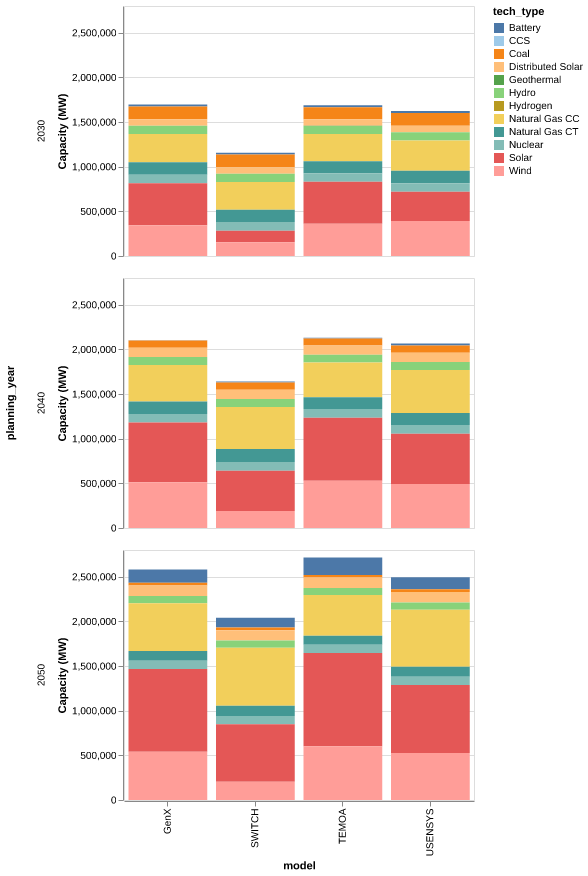 tech_type
Battery
CCS
Coal
Distributed Solar
Geothermal
Hydro
Hydrogen
Natural Gas CC
Natural Gas CT
Nuclear
Solar
Wind
planning_year
2030
Capacity (MW)
2,500,000
2,000,000
1,500,000
1,000,000
500,000
0
2040
Capacity (MW)
2,500,000
2,000,000
1,500,000
1,000,000
500,000
0
2050
Capacity (MW)
2,500,000
2,000,000
1,500,000
1,000,000
500,000
0
GenX
SWITCH
TEMOA
USENSYS
model